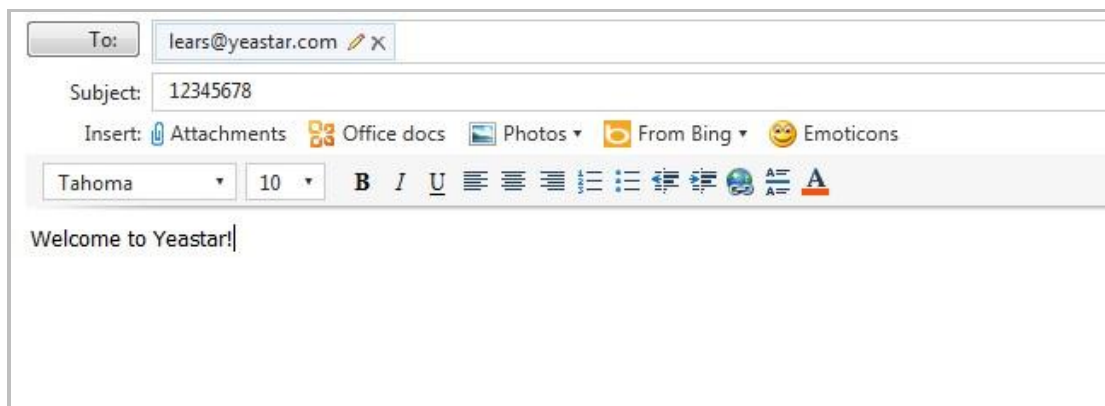 To: lears@yeastar.com
Subject: 12345678
Insert: Attachments Office docs Photos From Bing Emoticons
Tahoma 10 B I U A
Welcome to Yeastar!